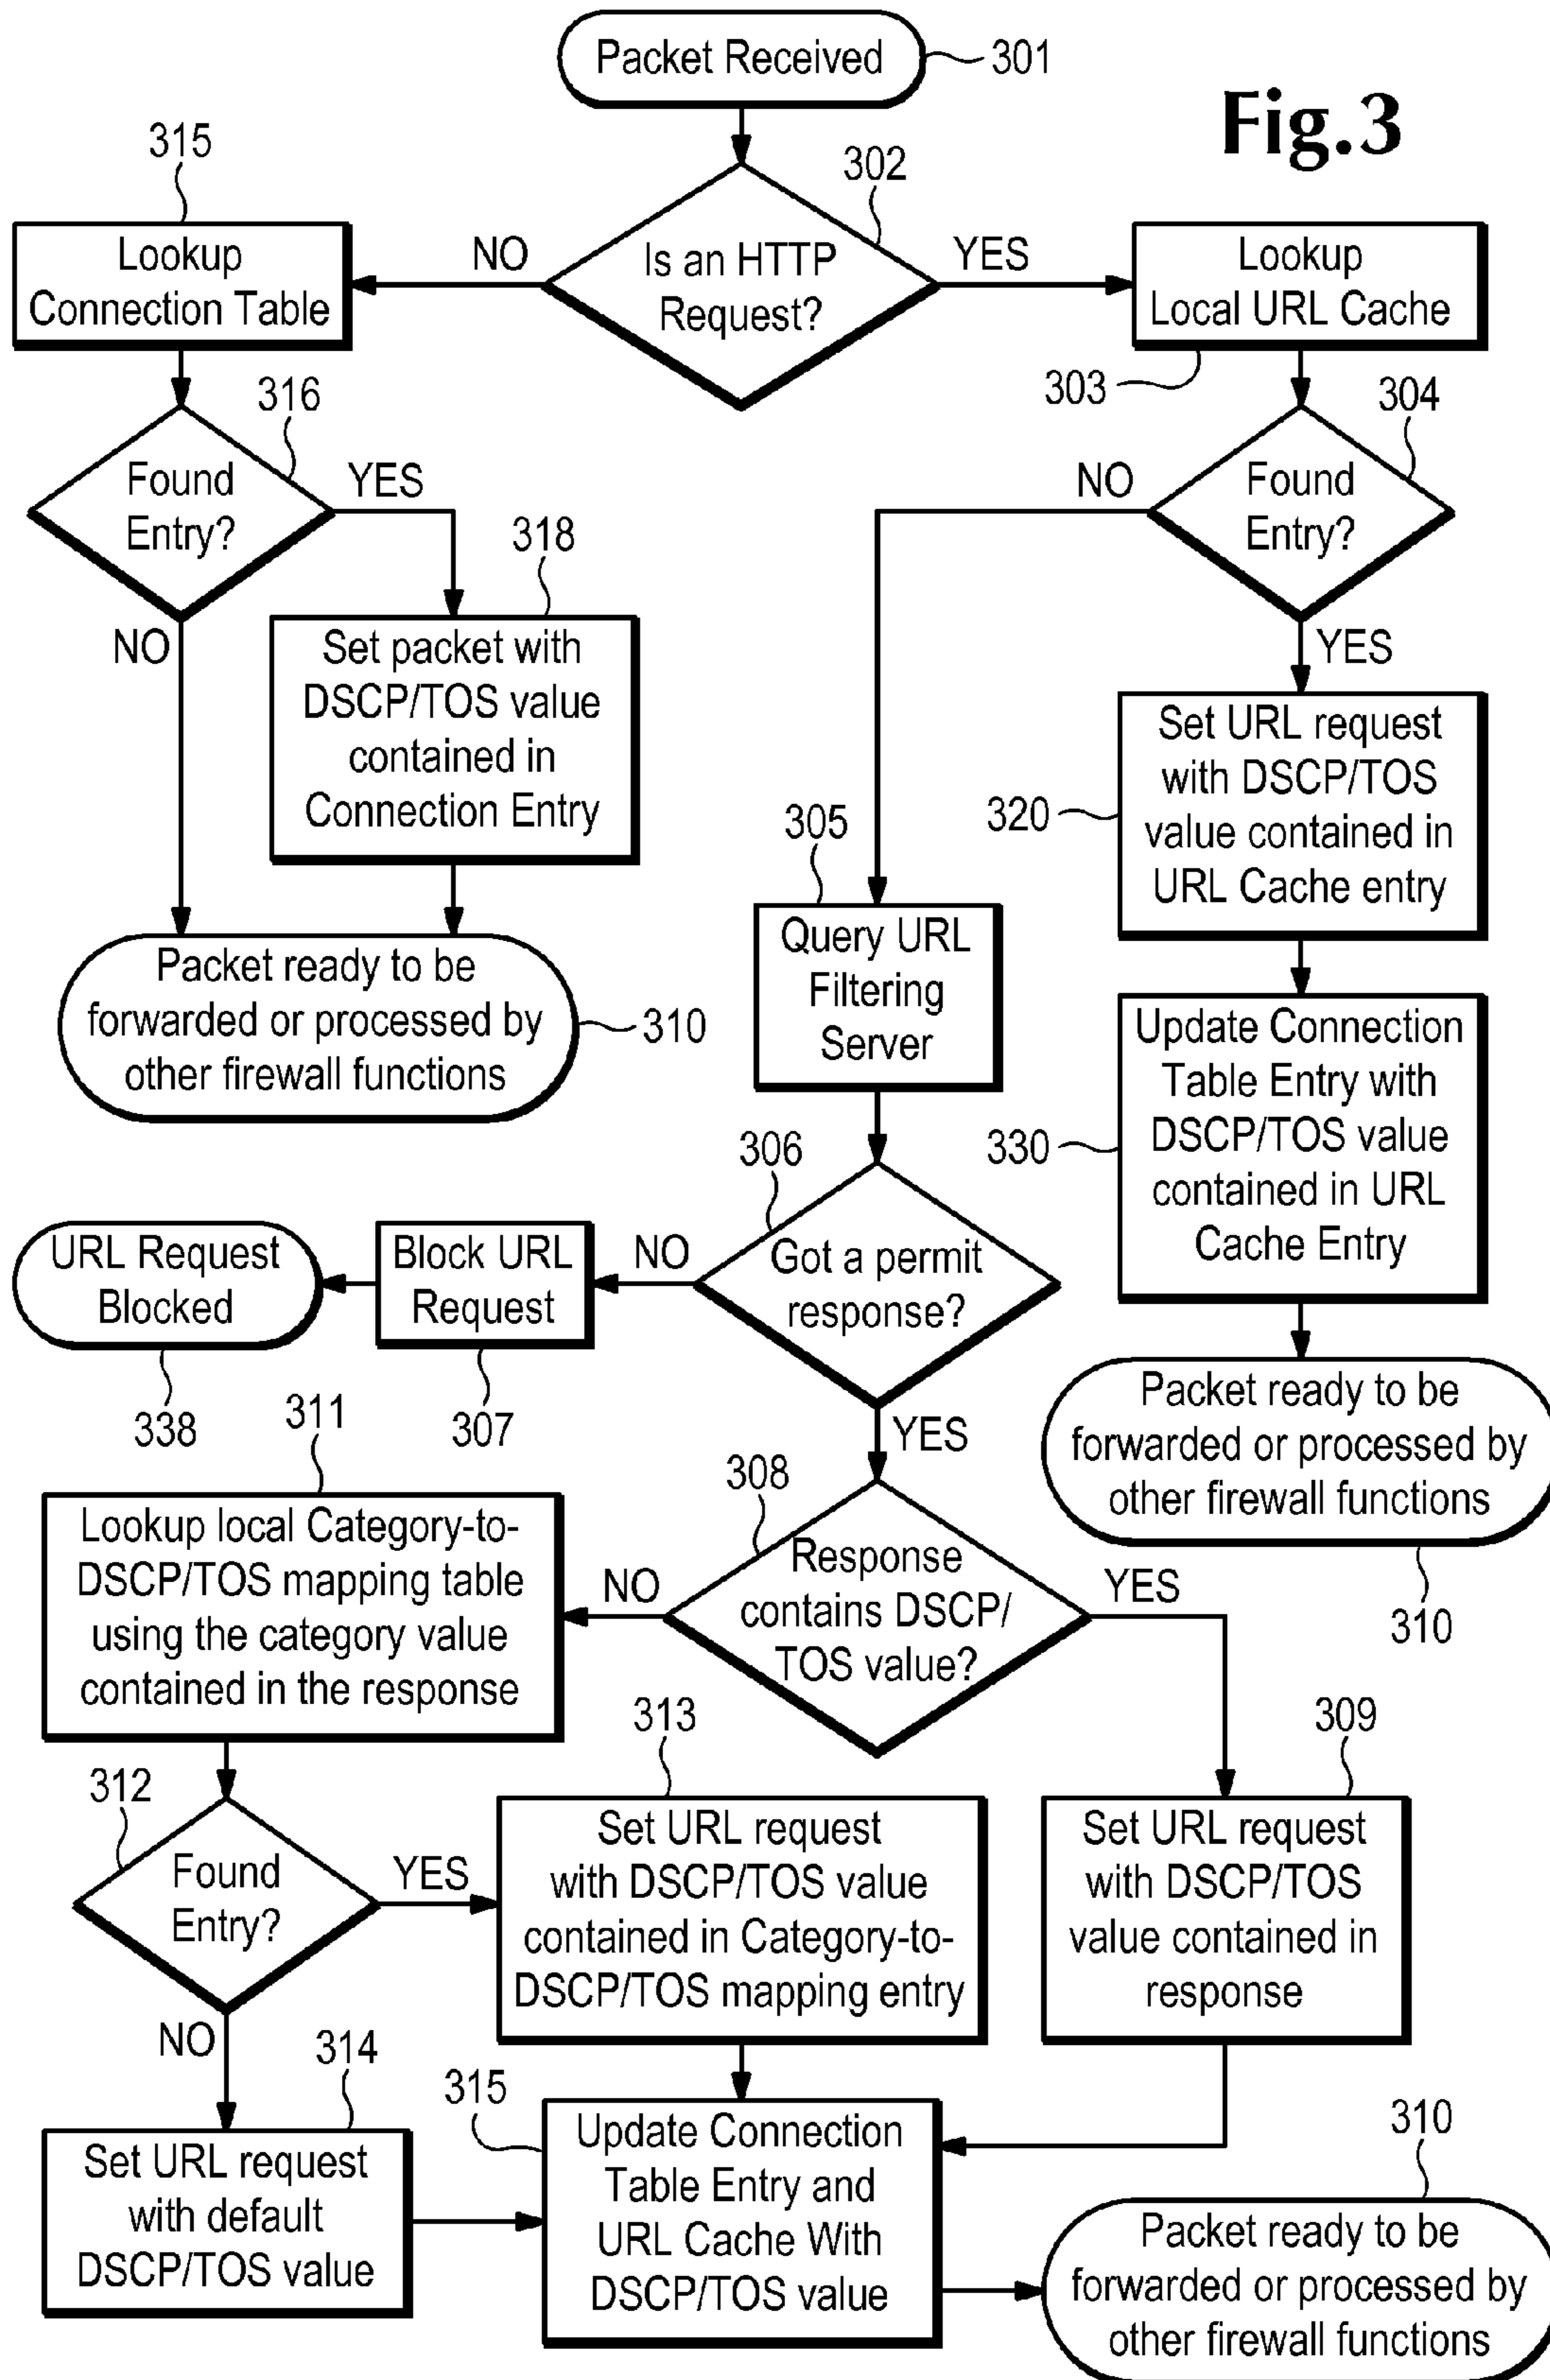 Packet Received
301
Fig.3
302
Is an HTTP
Request?
NO
YES
315
Lookup
Connection Table
Lookup
Local URL Cache
303
316
Found
Entry?
YES
NO
318
Set packet with
DSCP/TOS value
contained in
Connection Entry
Packet ready to be
forwarded or processed by
other firewall functions
310
304
Found
Entry?
NO
YES
320
Set URL request
with DSCP/TOS
value contained in
URL Cache entry
330
Update Connection
Table Entry with
DSCP/TOS value
contained in URL
Cache Entry
Packet ready to be
forwarded or processed by
other firewall functions
310
305
Query URL
Filtering
Server
306
Got a permit
response?
NO
YES
Block URL
Request
307
URL Request
Blocked
338
308
Response
contains DSCP/
TOS value?
NO
YES
311
Lookup local Category-to-
DSCP/TOS mapping table
using the category value
contained in the response
312
Found
Entry?
YES
NO
313
Set URL request
with DSCP/TOS value
contained in Category-to-
DSCP/TOS mapping entry
309
Set URL request
with DSCP/TOS
value contained in
response
314
Set URL request
with default
DSCP/TOS value
315
Update Connection
Table Entry and
URL Cache With
DSCP/TOS value
310
Packet ready to be
forwarded or processed by
other firewall functions